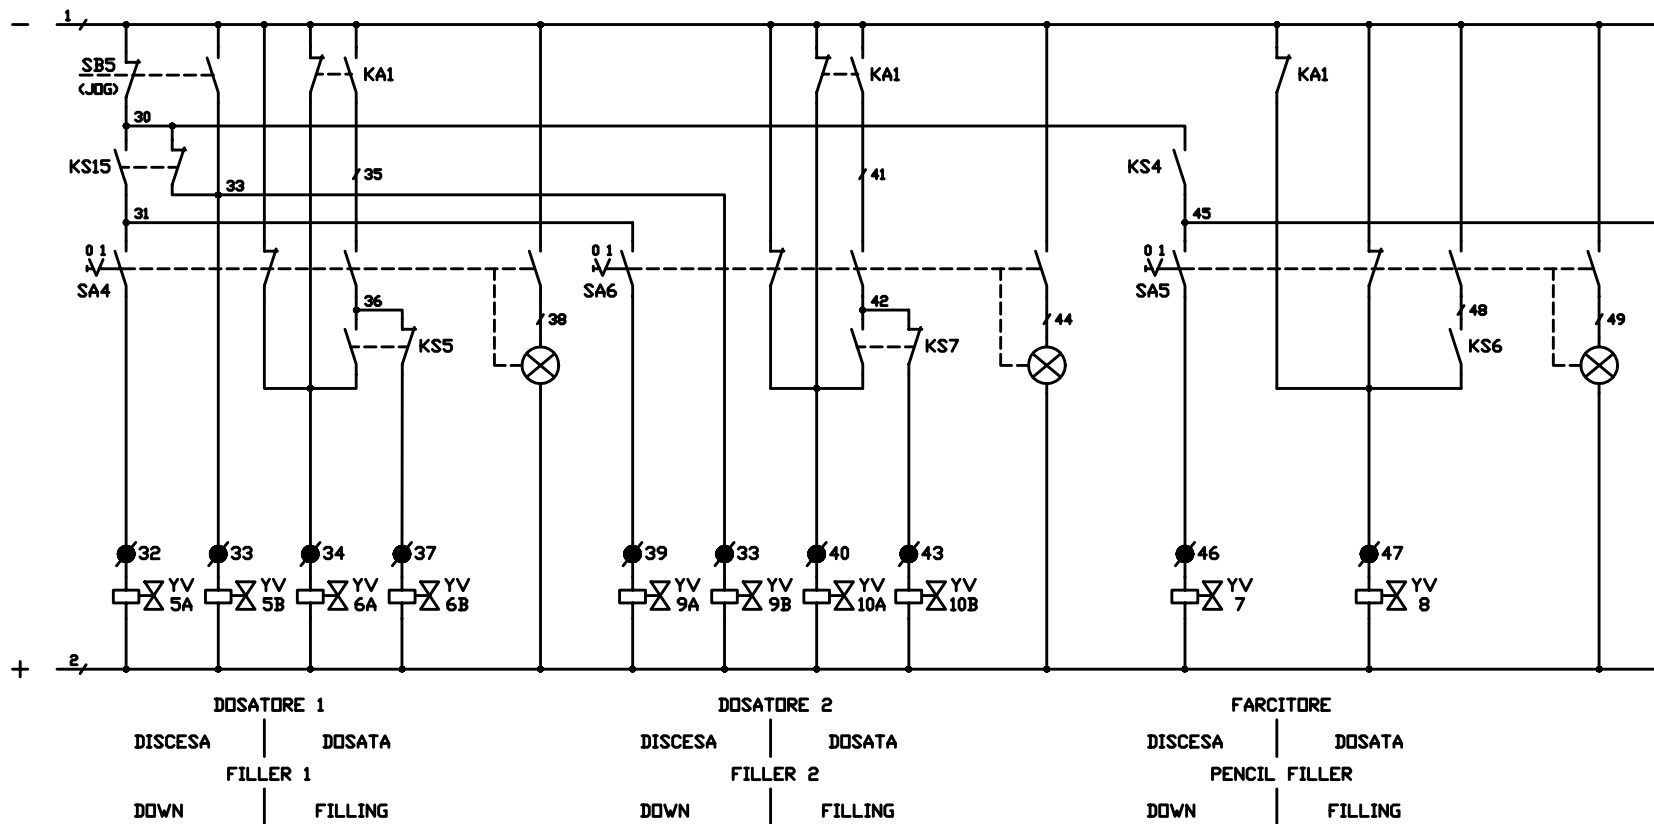 - 1
SB5 KA1 KA1 KA1
(JOG)
30
KS15 35 41 KS4
33
31 45
0 1 0 1 0 1
SA4 SA6 SA5
36 42
38 44 48 49
KS5 KS7 KS6
32 33 34 37 39 33 40 43 46 47
YV YV YV YV YV YV YV YV YV YV
5A 5B 6A 6B 9A 9B 10A 10B 7 8
+ 2
DOSATORE 1 DOSATORE 2 FARCITORE
DISCESA DOSATA DISCESA DOSATA DISCESA DOSATA
FILLER 1 FILLER 2 PENCIL FILLER
DOWN FILLING DOWN FILLING DOWN FILLING